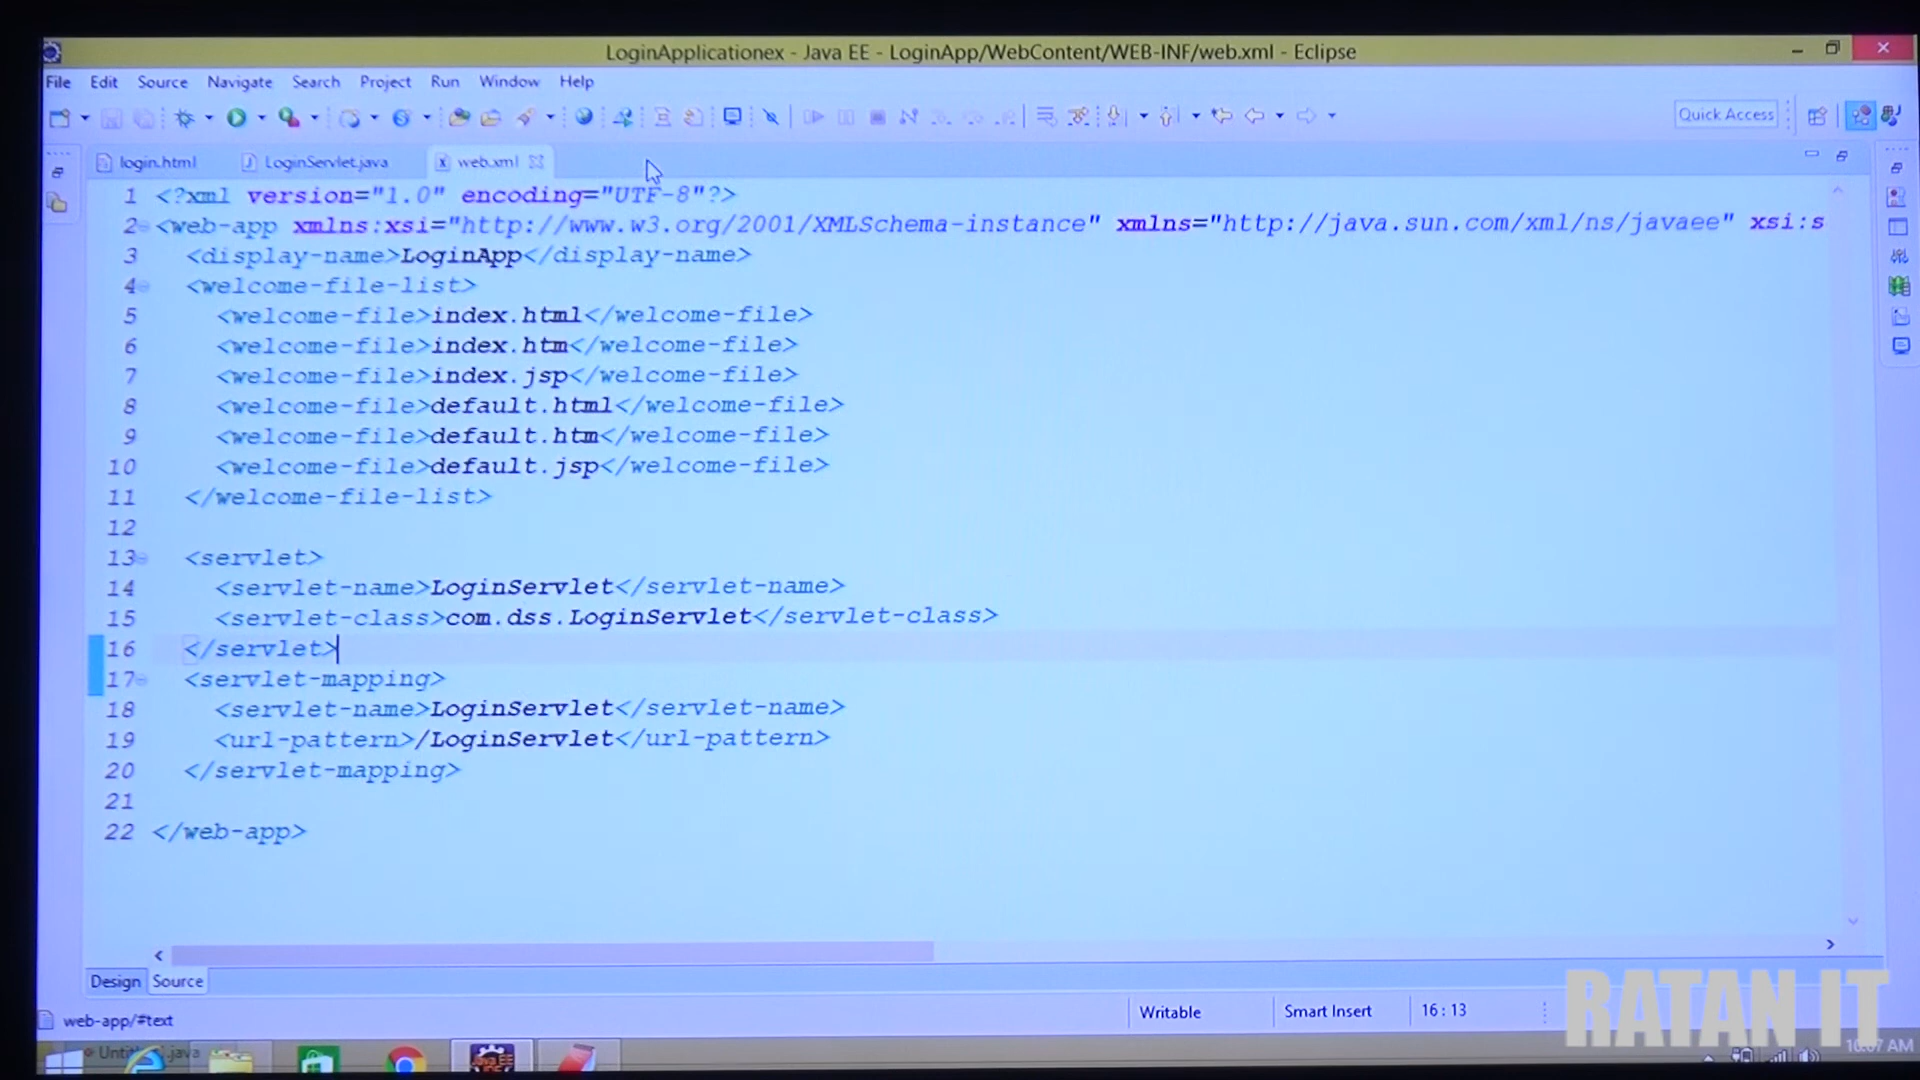 LoginApplicationex - Java EE - LoginApp/WebContent/WEB-INF/web.xml - Eclipse
File Edit Source Navigate Search Project Run Window Help
Quick Access
login.html LoginServlet.java web.xml
1 <?xml version="1.0" encoding="UTF-8"?>
2 <web-app xmlns:xsi="http://www.w3.org/2001/XMLSchema-instance" xmlns="http://java.sun.com/xml/ns/javaee" xsi:s
3 <display-name>LoginApp</display-name>
4 <welcome-file-list>
5 <welcome-file>index.html</welcome-file>
6 <welcome-file>index.htm</welcome-file>
7 <welcome-file>index.jsp</welcome-file>
8 <welcome-file>default.html</welcome-file>
9 <welcome-file>default.htm</welcome-file>
10 <welcome-file>default.jsp</welcome-file>
11 </welcome-file-list>
12
13 <servlet>
14 <servlet-name>LoginServlet</servlet-name>
15 <servlet-class>com.dss.LoginServlet</servlet-class>
16 </servlet>
17 <servlet-mapping>
18 <servlet-name>LoginServlet</servlet-name>
19 <url-pattern>/LoginServlet</url-pattern>
20 </servlet-mapping>
21
22 </web-app>
Design Source
Writable Smart Insert 16 : 13
web-app/#text
RATAN IT
Java EE
10:07 AM